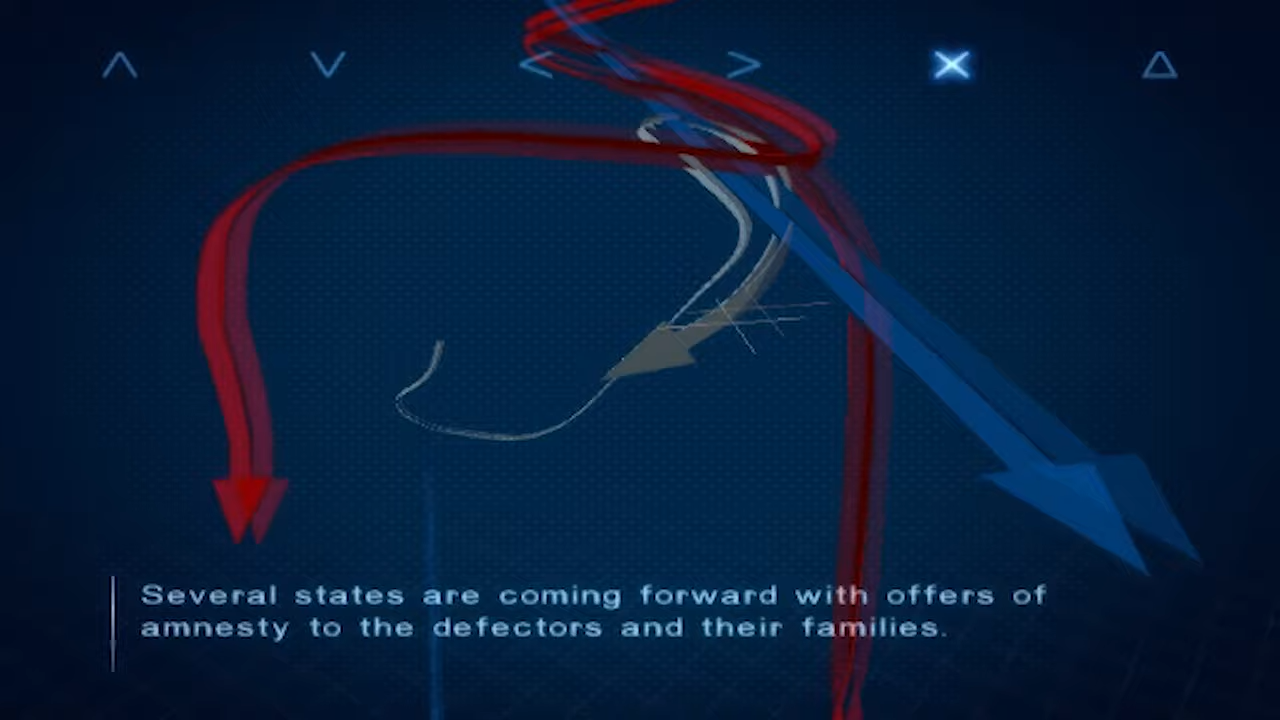 Several states are coming forward with offers of
amnesty to the defectors and their families.